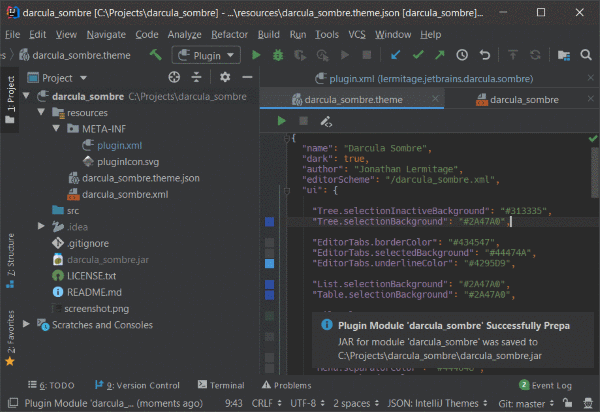 darcula_sombre [C:\Projects\darcula_sombre] - ...\resources\darcula_sombre.theme.json [darcula_sombre]...
File Edit View Navigate Code Analyze Refactor Build Run Tools VCS Window Help
es darcula_sombre.theme Plugin Git:
1: Project
Project
plugin.xml (lermitage.jetbrains.darcula.sombre)
darcula_sombre.theme darcula_sombre
darcula_sombre C:\Projects\darcula_sombre
resources
META-INF
plugin.xml
pluginIcon.svg
darcula_sombre.theme.json
darcula_sombre.xml
src
.idea
.gitignore
darcula_sombre.jar
LICENSE.txt
README.md
screenshot.png
Scratches and Consoles
Z: Structure
2: Favorites
{
"name": "Darcula Sombre",
"dark": true,
"author": "Jonathan Lermitage",
"editorScheme": "/darcula_sombre.xml",
"ui": {
"Tree.selectionInactiveBackground": "#313335",
"Tree.selectionBackground": "#2A47A0",
"EditorTabs.borderColor": "#434547",
"EditorTabs.selectedBackground": "#44474A",
"EditorTabs.underlineColor": "#4295D9",
"List.selectionBackground": "#2A47A0",
"Table.selectionBackground": "#2A47A0",
Plugin Module 'darcula_sombre' Successfully Prepa
JAR for module 'darcula_sombre' was saved to
C:\Projects\darcula_sombre\darcula_sombre.jar
6: TODO 9: Version Control Terminal Problems 2 Event Log
Plugin Module 'darcula_... (moments ago) 9:43 CRLF UTF-8 2 spaces JSON: IntelliJ Themes Git: master